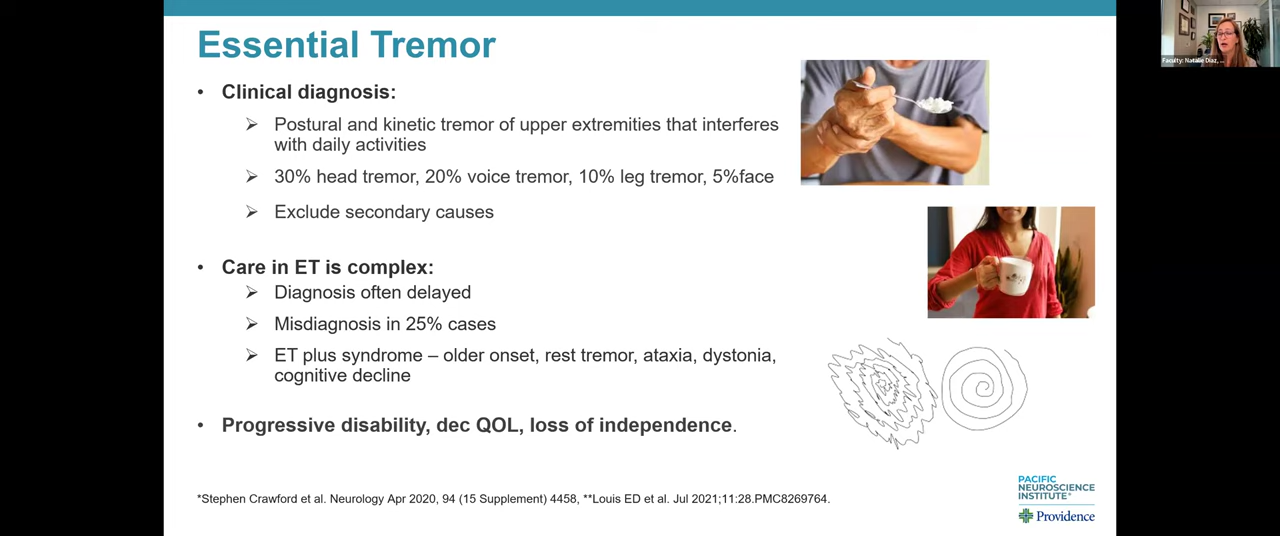 Essential Tremor
• Clinical diagnosis:
➢ Postural and kinetic tremor of upper extremities that interferes
with daily activities
➢ 30% head tremor, 20% voice tremor, 10% leg tremor, 5%face
➢ Exclude secondary causes
• Care in ET is complex:
➢ Diagnosis often delayed
➢ Misdiagnosis in 25% cases
➢ ET plus syndrome – older onset, rest tremor, ataxia, dystonia,
cognitive decline
• Progressive disability, dec QOL, loss of independence.
*Stephen Crawford et al. Neurology Apr 2020, 94 (15 Supplement) 4458, **Louis ED et al. Jul 2021;11:28.PMC8269764.
PACIFIC
NEUROSCIENCE
INSTITUTE®
Providence
Faculty: Natalie Diaz, ...